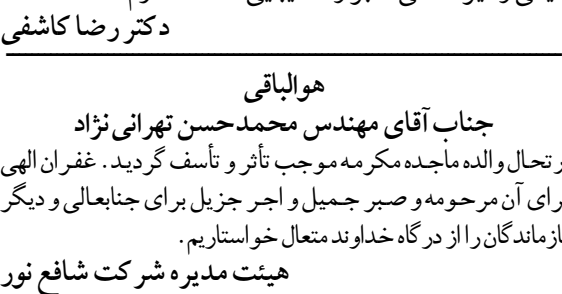 دکتر رضا کاشفی
هوالباقی
جناب آقای مهندس محمدحسن تهرانی نژاد
رتحال والده ماجده مکرمه موجب تأثر و تأسف گردید. غفران الهی
رای آن مرحومه و صبر جمیل و اجر جزیل برای جنابعالی و دیگر
ازماندگان را از درگاه خداوند متعال خواستاریم.
هیئت مدیره شرکت شافع نور